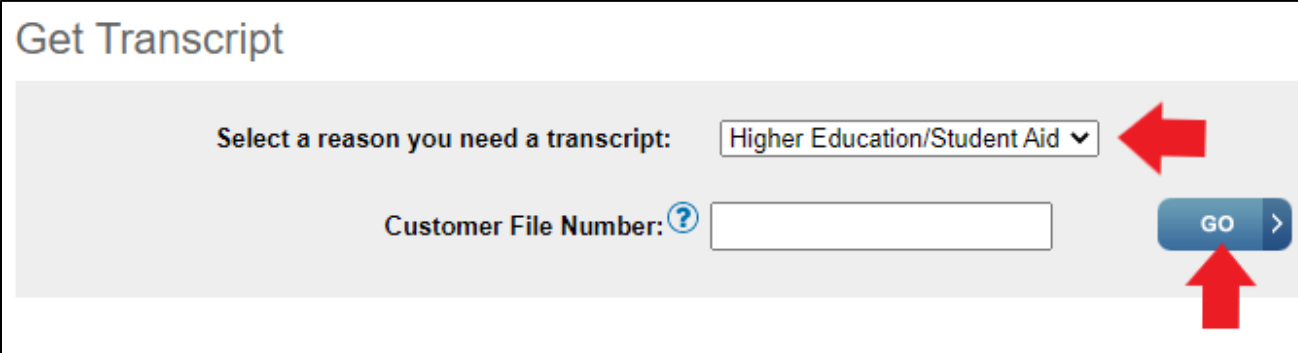 Get Transcript
Select a reason you need a transcript: Higher Education/Student Aid
Customer File Number: ? GO >